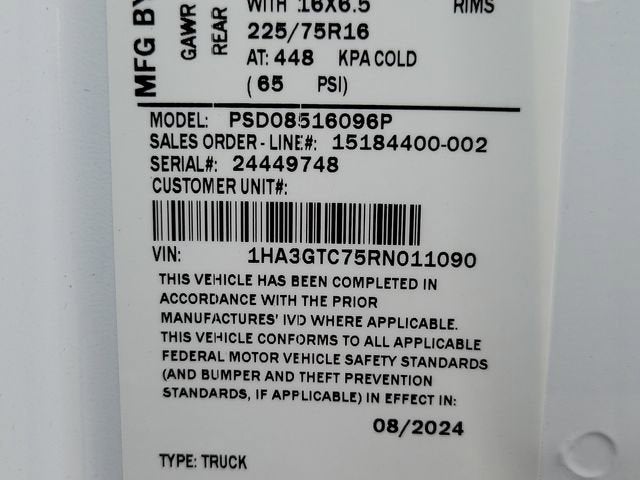 MFG BY
GAWR
REAR
WITH 16X6.5 RIMS
225/75R16
AT: 448 KPA COLD
( 65 PSI)
MODEL: PSD08516096P
SALES ORDER - LINE#: 15184400-002
SERIAL#: 24449748
CUSTOMER UNIT#:
VIN: 1HA3GTC75RN011090
THIS VEHICLE HAS BEEN COMPLETED IN
ACCORDANCE WITH THE PRIOR
MANUFACTURES' IVD WHERE APPLICABLE.
THIS VEHICLE CONFORMS TO ALL APPLICABLE
FEDERAL MOTOR VEHICLE SAFETY STANDARDS
(AND BUMPER AND THEFT PREVENTION
STANDARDS, IF APPLICABLE) IN EFFECT IN:
08/2024
TYPE: TRUCK